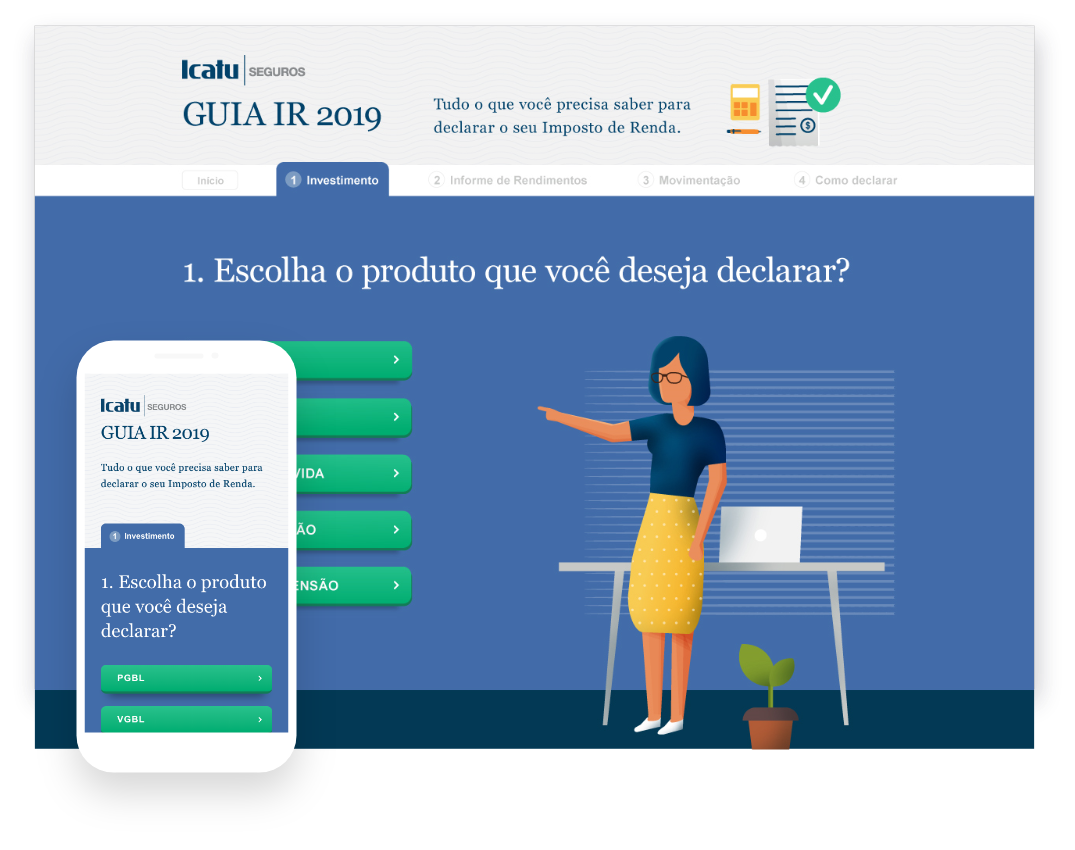 Icatu SEGUROS
GUIA IR 2019
Tudo o que você precisa saber para
declarar o seu Imposto de Renda.
$
Início
1 Investimento
2 Informe de Rendimentos
3 Movimentação
4 Como declarar
1. Escolha o produto que você deseja declarar?
VIDA
ÃO
ENSÃO
Icatu SEGUROS
GUIA IR 2019
Tudo o que você precisa saber para
declarar o seu Imposto de Renda.
1 Investimento
1. Escolha o produto
que você deseja
declarar?
PGBL
VGBL